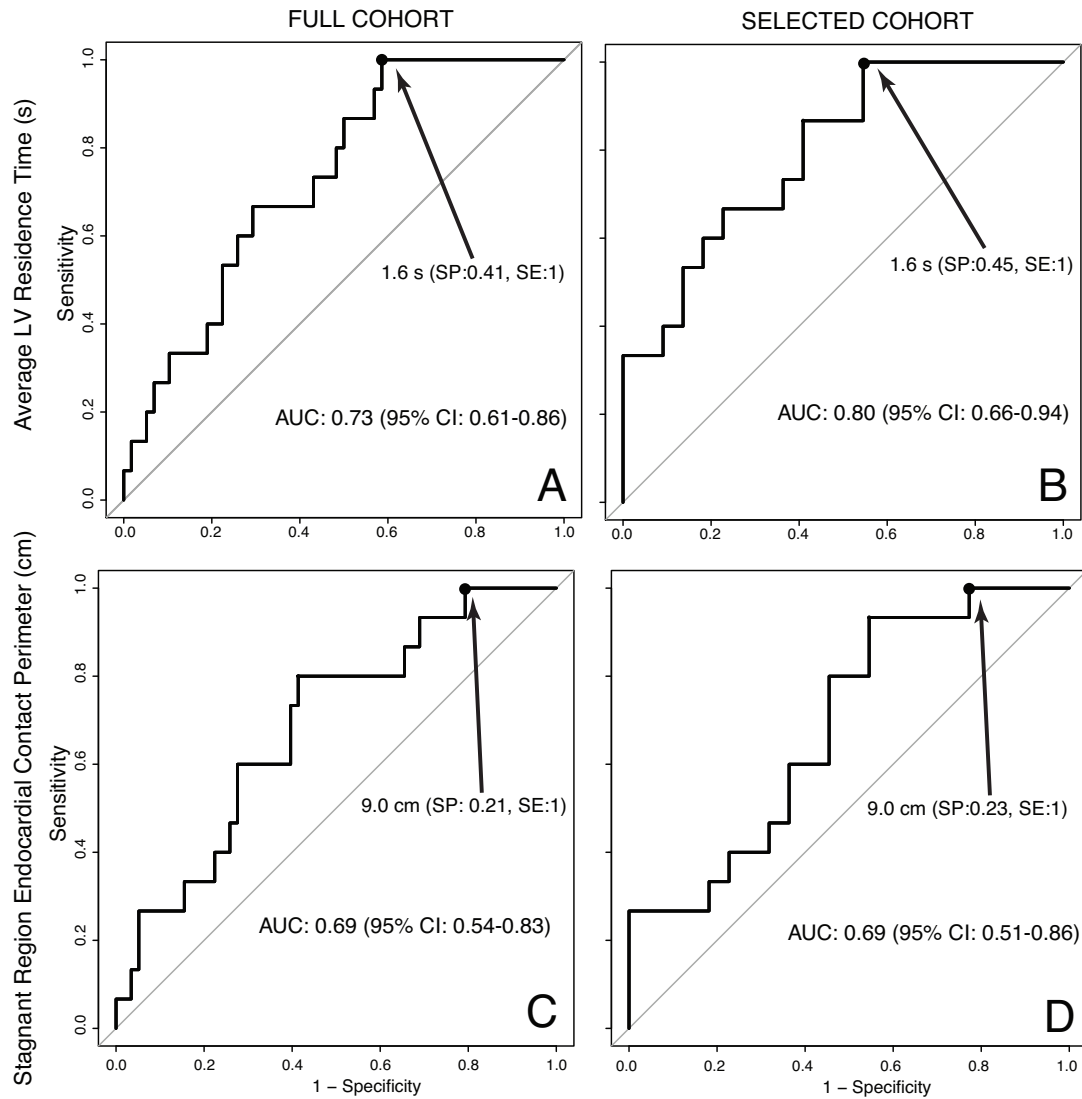 FULL COHORT
SELECTED COHORT
Average LV Residence Time (s)
Sensitivity
1.0
0.8
0.6
0.4
0.2
0.0
1.6 s (SP:0.41, SE:1)
AUC: 0.73 (95% CI: 0.61-0.86)
A
0.0 0.2 0.4 0.6 0.8 1.0
1.6 s (SP:0.45, SE:1)
AUC: 0.80 (95% CI: 0.66-0.94)
B
0.0 0.2 0.4 0.6 0.8 1.0
Stagnant Region Endocardial Contact Perimeter (cm)
Sensitivity
1.0
0.8
0.6
0.4
0.2
0.0
9.0 cm (SP: 0.21, SE:1)
AUC: 0.69 (95% CI: 0.54-0.83)
C
0.0 0.2 0.4 0.6 0.8 1.0
1 − Specificity
9.0 cm (SP:0.23, SE:1)
AUC: 0.69 (95% CI: 0.51-0.86)
D
0.0 0.2 0.4 0.6 0.8 1.0
1 − Specificity